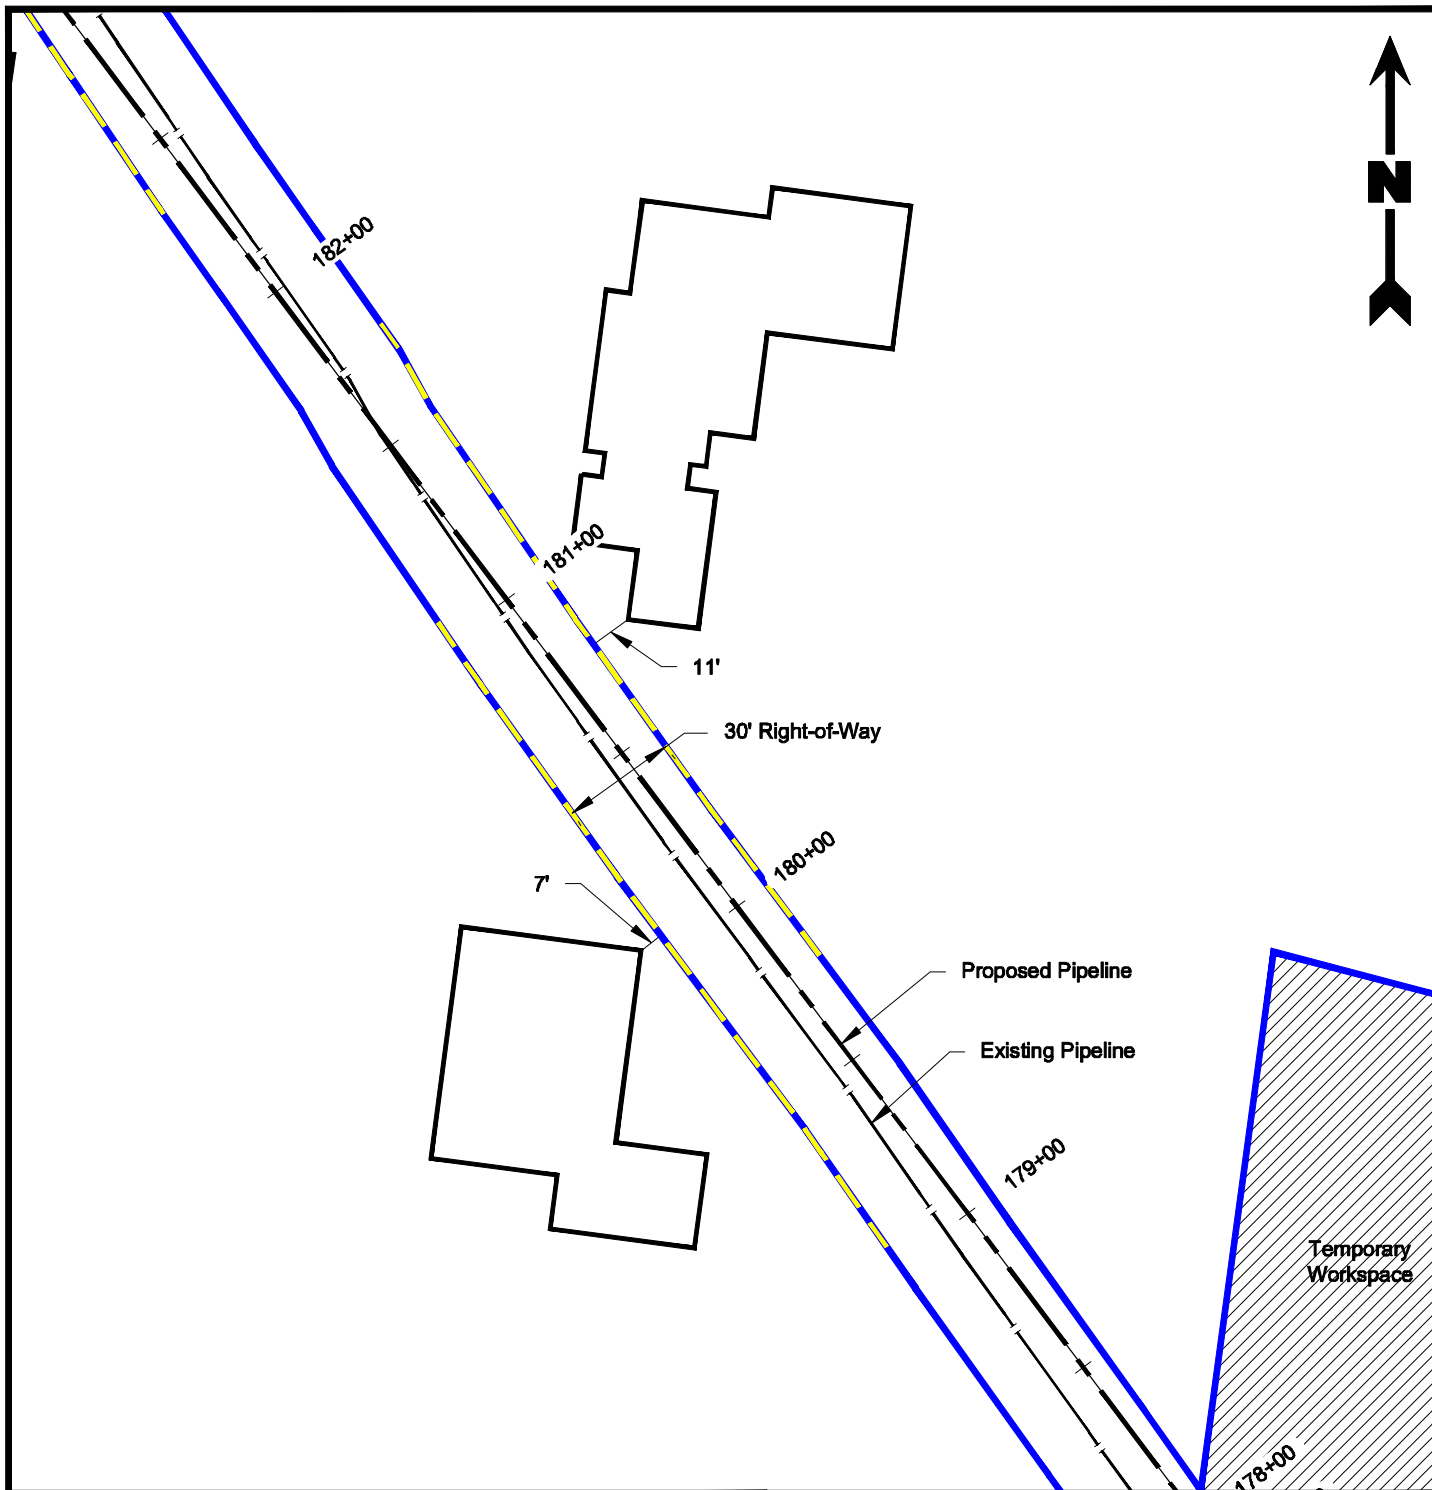 N
182+00
181+00
11'
30' Right-of-Way
180+00
7'
Proposed Pipeline
Existing Pipeline
179+00
Temporary
Workspace
178+00